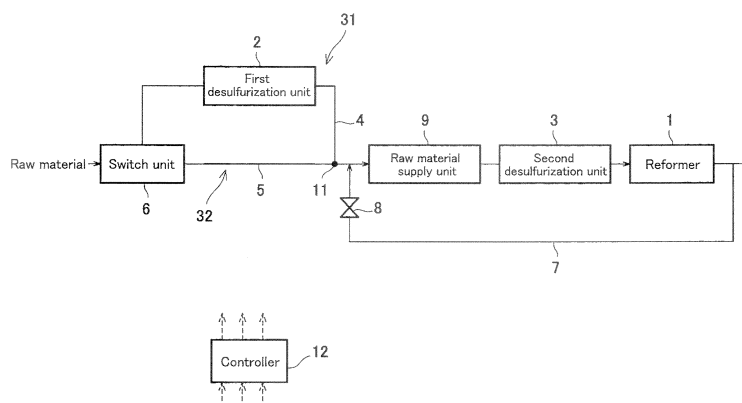 31
2
First
desulfurization unit
4
9
3
1
Raw material
Switch unit
Raw material
supply unit
Second
desulfurization unit
Reformer
6
32
5
11
8
7
Controller
12